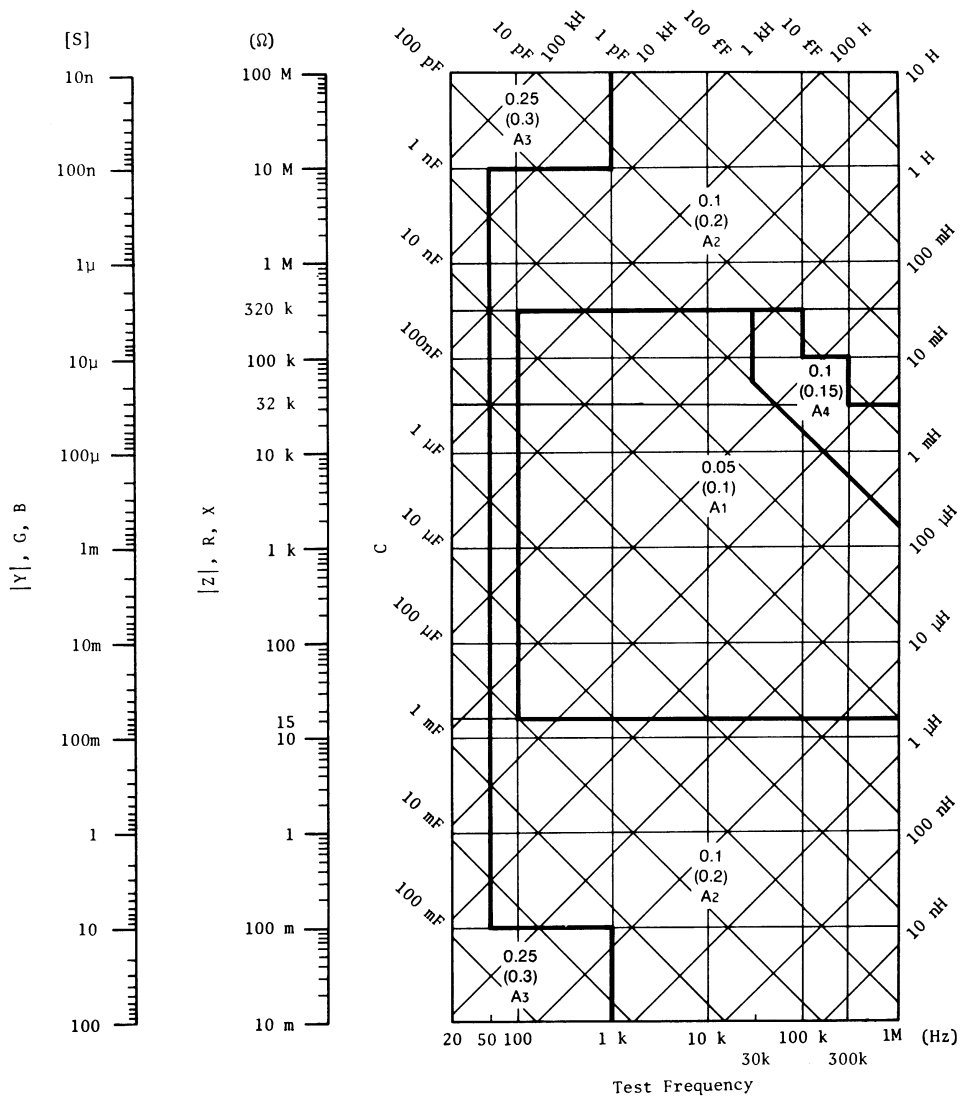 [S]
10n
100n
1µ
10µ
100µ
1m
10m
100m
1
10
100
|Y|, G, B
(Ω)
100 M
10 M
1 M
320 k
100 k
32 k
10 k
1 k
100
15
10
1
100 m
10 m
|Z|, R, X
C
100 pF
1 nF
10 nF
100nF
1 µF
10 µF
100 µF
1 mF
10 mF
100 mF
10 pF
100 kH
1 pF
10 kH
100 fF
1 kH
10 fF
100 H
10 H
1 H
100 mH
10 mH
1 mH
100 µH
10 µH
1 µH
100 nH
10 nH
0.25
(0.3)
A3
0.1
(0.2)
A2
0.1
(0.15)
A4
0.05
(0.1)
A1
0.1
(0.2)
A2
0.25
(0.3)
A3
20 50 100 1 k 10 k 100 k 1M (Hz)
30k 300k
Test Frequency